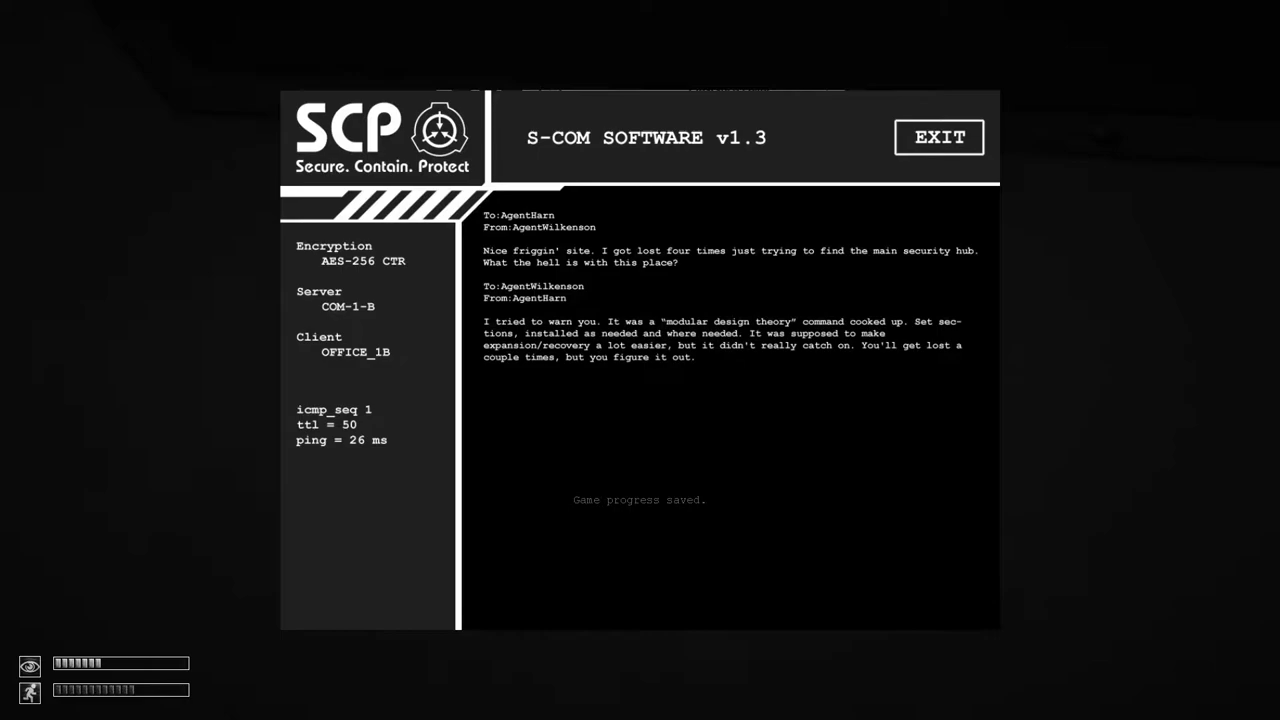 SCP
Secure. Contain. Protect
S-COM SOFTWARE v1.3
EXIT
Encryption
AES-256 CTR
Server
COM-1-B
Client
OFFICE_1B
icmp_seq 1
ttl = 50
ping = 26 ms
To:AgentHarn
From:AgentWilkenson
Nice friggin' site. I got lost four times just trying to find the main security hub.
What the hell is with this place?
To:AgentWilkenson
From:AgentHarn
I tried to warn you. It was a "modular design theory" command cooked up. Set sec-
tions, installed as needed and where needed. It was supposed to make
expansion/recovery a lot easier, but it didn't really catch on. You'll get lost a
couple times, but you figure it out.
Game progress saved.